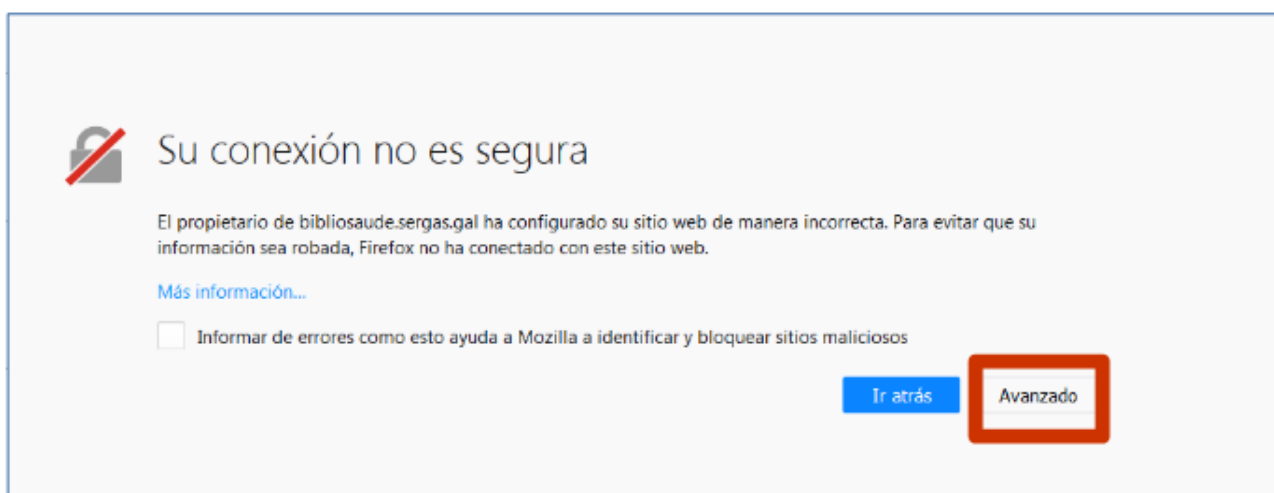 Su conexión no es segura
El propietario de bibliosaude.sergas.gal ha configurado su sitio web de manera incorrecta. Para evitar que su
información sea robada, Firefox no ha conectado con este sitio web.
Más información...
Informar de errores como esto ayuda a Mozilla a identificar y bloquear sitios maliciosos
Ir atrás Avanzado